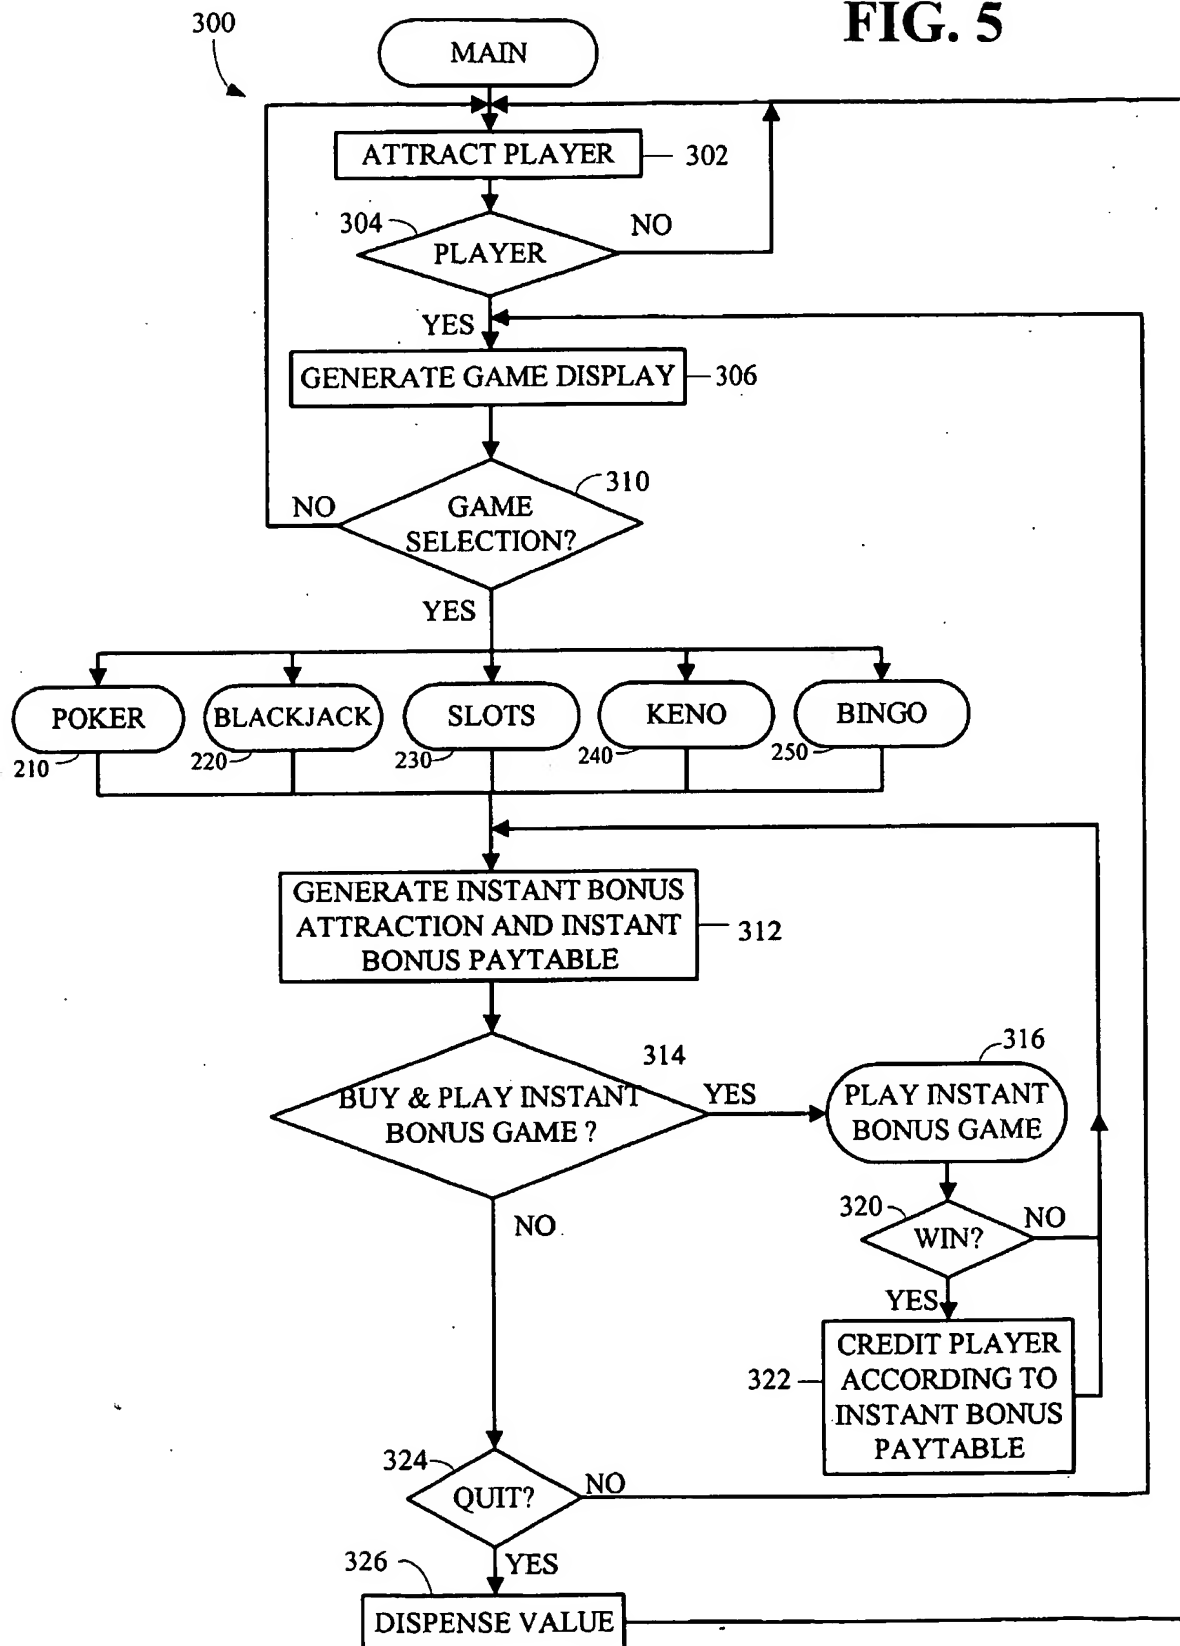 FIG. 5
300
MAIN
ATTRACT PLAYER
302
304
NO
PLAYER
YES
GENERATE GAME DISPLAY
306
310
NO
GAME
SELECTION?
YES
POKER
BLACKJACK
SLOTS
KENO
BINGO
210
220
230
240
250
GENERATE INSTANT BONUS
ATTRACTION AND INSTANT
BONUS PAYTABLE
312
314
316
BUY & PLAY INSTANT
BONUS GAME ?
YES
PLAY INSTANT
BONUS GAME
NO
320
NO
WIN?
YES
322
CREDIT PLAYER
ACCORDING TO
INSTANT BONUS
PAYTABLE
324
QUIT?
NO
YES
326
DISPENSE VALUE